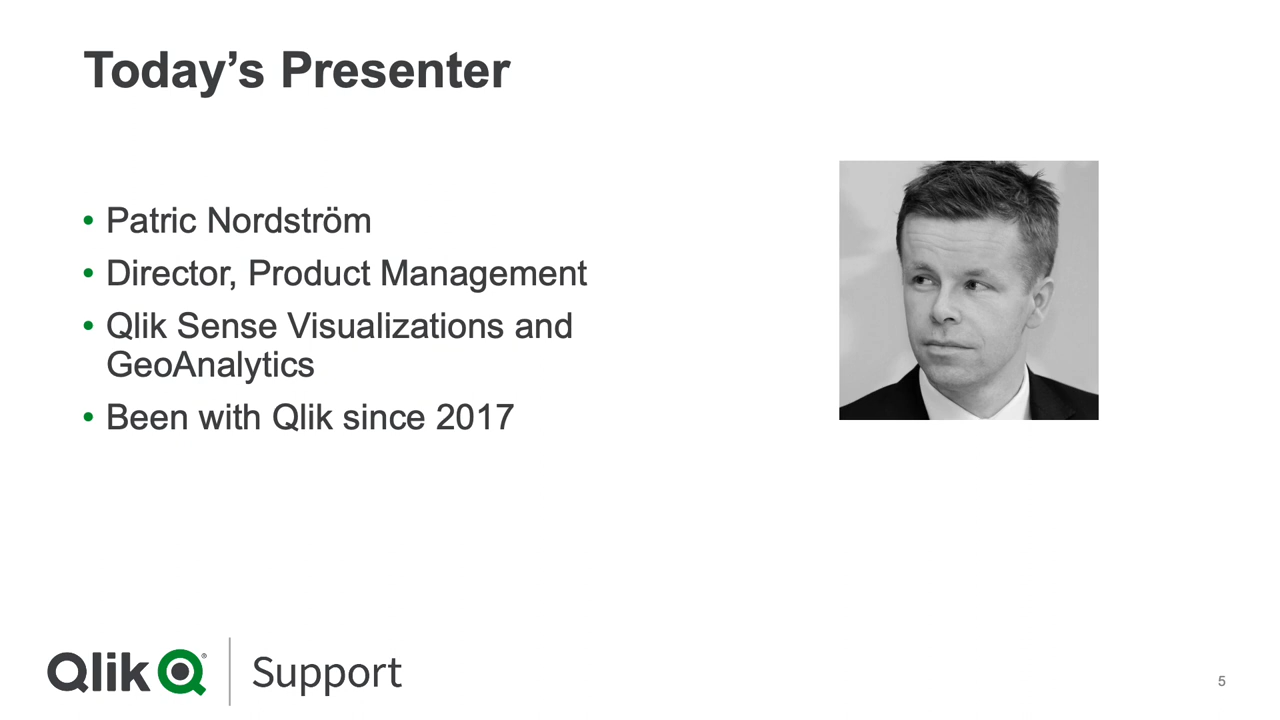 Today’s Presenter
• Patric Nordström
• Director, Product Management
• Qlik Sense Visualizations and
GeoAnalytics
• Been with Qlik since 2017
Qlik ® Support
5